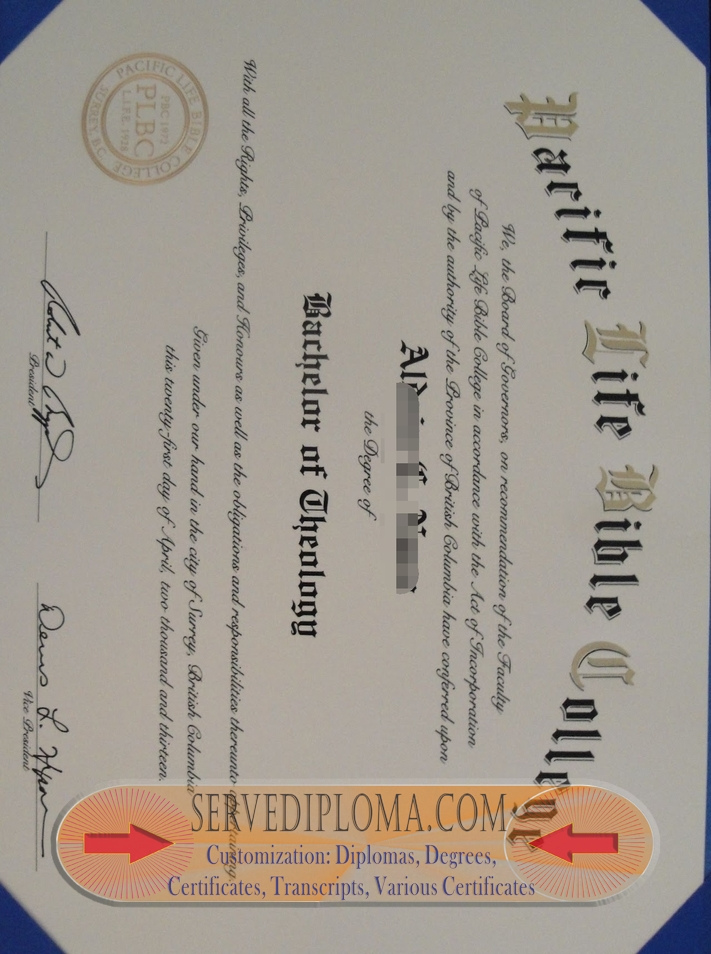 Pacific Life Bible College
We, the Board of Governors, on recommendation of the Faculty
of Pacific Life Bible College in accordance with the Act of Incorporation
and by the authority of the Province of British Columbia have conferred upon
the Degree of
Bachelor of Theology
With all the Rights, Privileges, and Honours as well as the obligations and responsibilities thereunto appertaining.
Given under our hand in the city of Surrey, British Columbia
this twenty-first day of April, two thousand and thirteen.
PACIFIC LIFE BIBLE COLLEGE
PBC 1972
PLBC
L.I.F.E. 1928
SURREY, B.C.
President
Vice President
SERVEDIPLOMA.COM
Customization: Diplomas, Degrees,
Certificates, Transcripts, Various Certificates